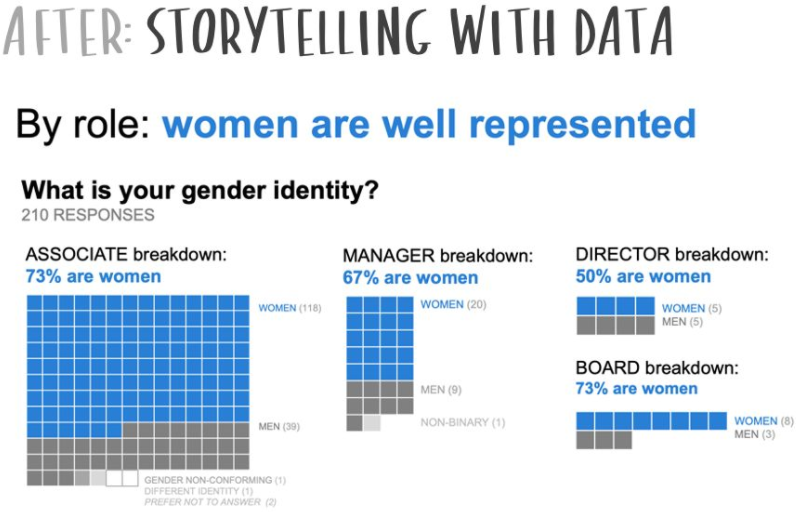 AFTER: STORYTELLING WITH DATA
By role: women are well represented
What is your gender identity?
210 RESPONSES
ASSOCIATE breakdown:
73% are women
WOMEN (118)
MEN (39)
GENDER NON-CONFORMING (1)
DIFFERENT IDENTITY (1)
PREFER NOT TO ANSWER (2)
MANAGER breakdown:
67% are women
WOMEN (20)
MEN (9)
NON-BINARY (1)
DIRECTOR breakdown:
50% are women
WOMEN (5)
MEN (5)
BOARD breakdown:
73% are women
WOMEN (8)
MEN (3)